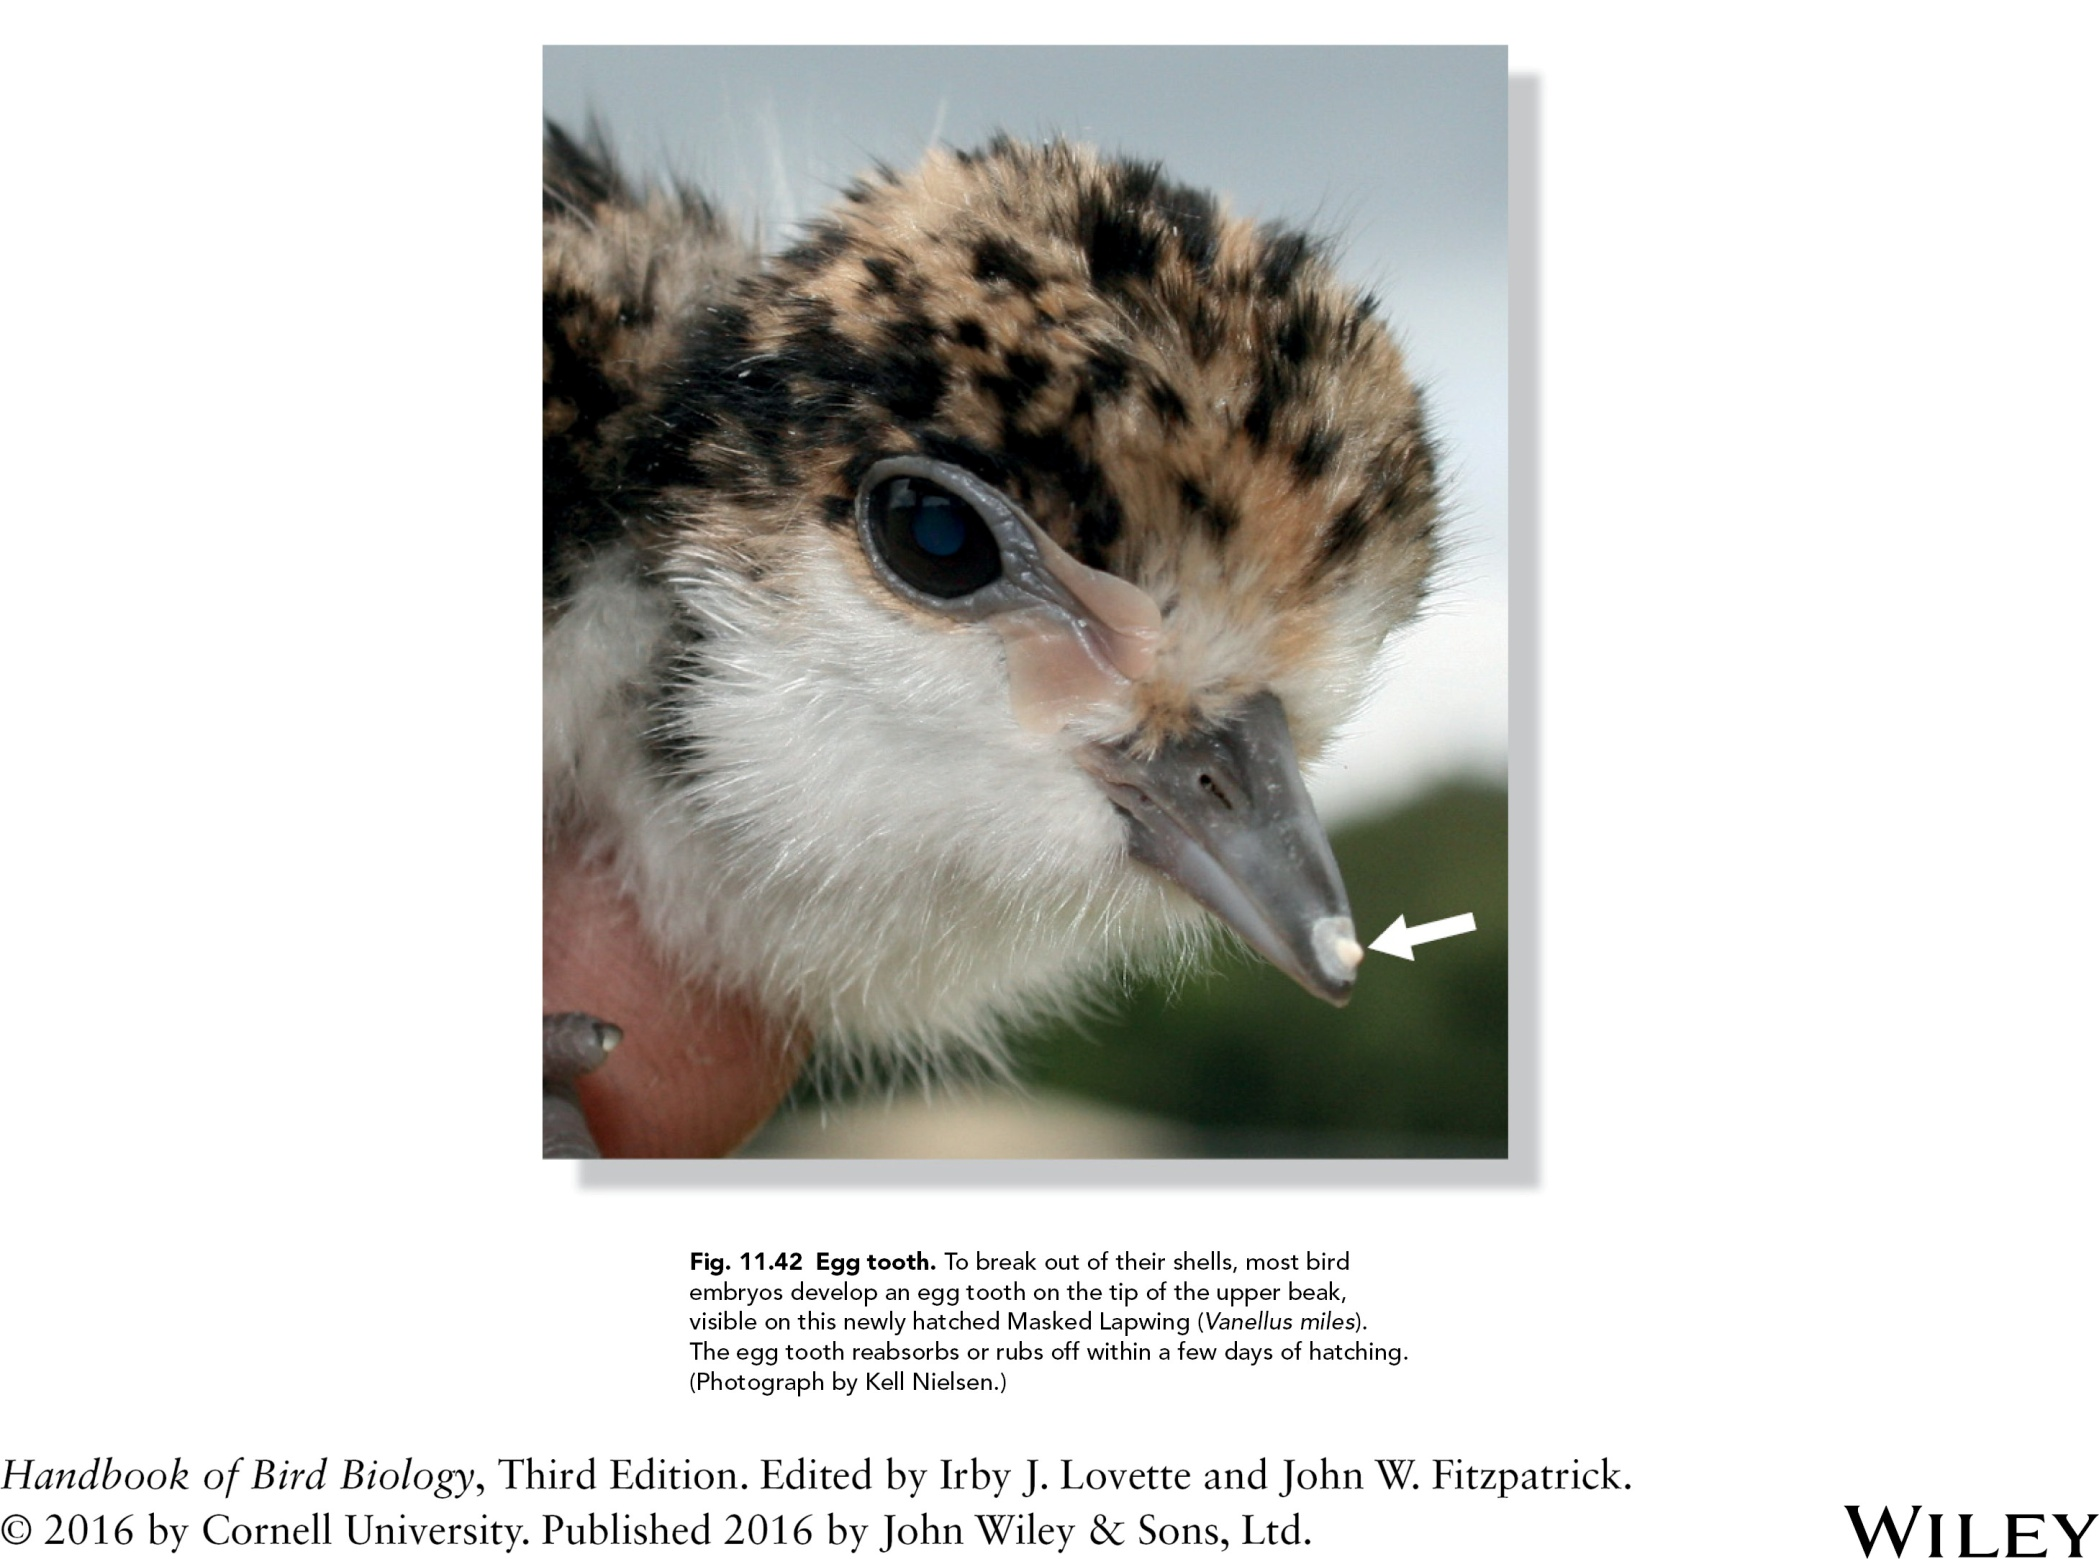 Fig. 11.42 Egg tooth. To break out of their shells, most bird
embryos develop an egg tooth on the tip of the upper beak,
visible on this newly hatched Masked Lapwing (Vanellus miles).
The egg tooth reabsorbs or rubs off within a few days of hatching.
(Photograph by Kell Nielsen.)
Handbook of Bird Biology, Third Edition. Edited by Irby J. Lovette and John W. Fitzpatrick.
© 2016 by Cornell University. Published 2016 by John Wiley & Sons, Ltd.
WILEY